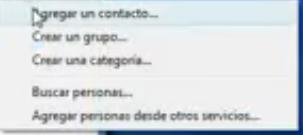 Agregar un contacto...
Crear un grupo...
Crear una categoría...
Buscar personas...
Agregar personas desde otros servicios...